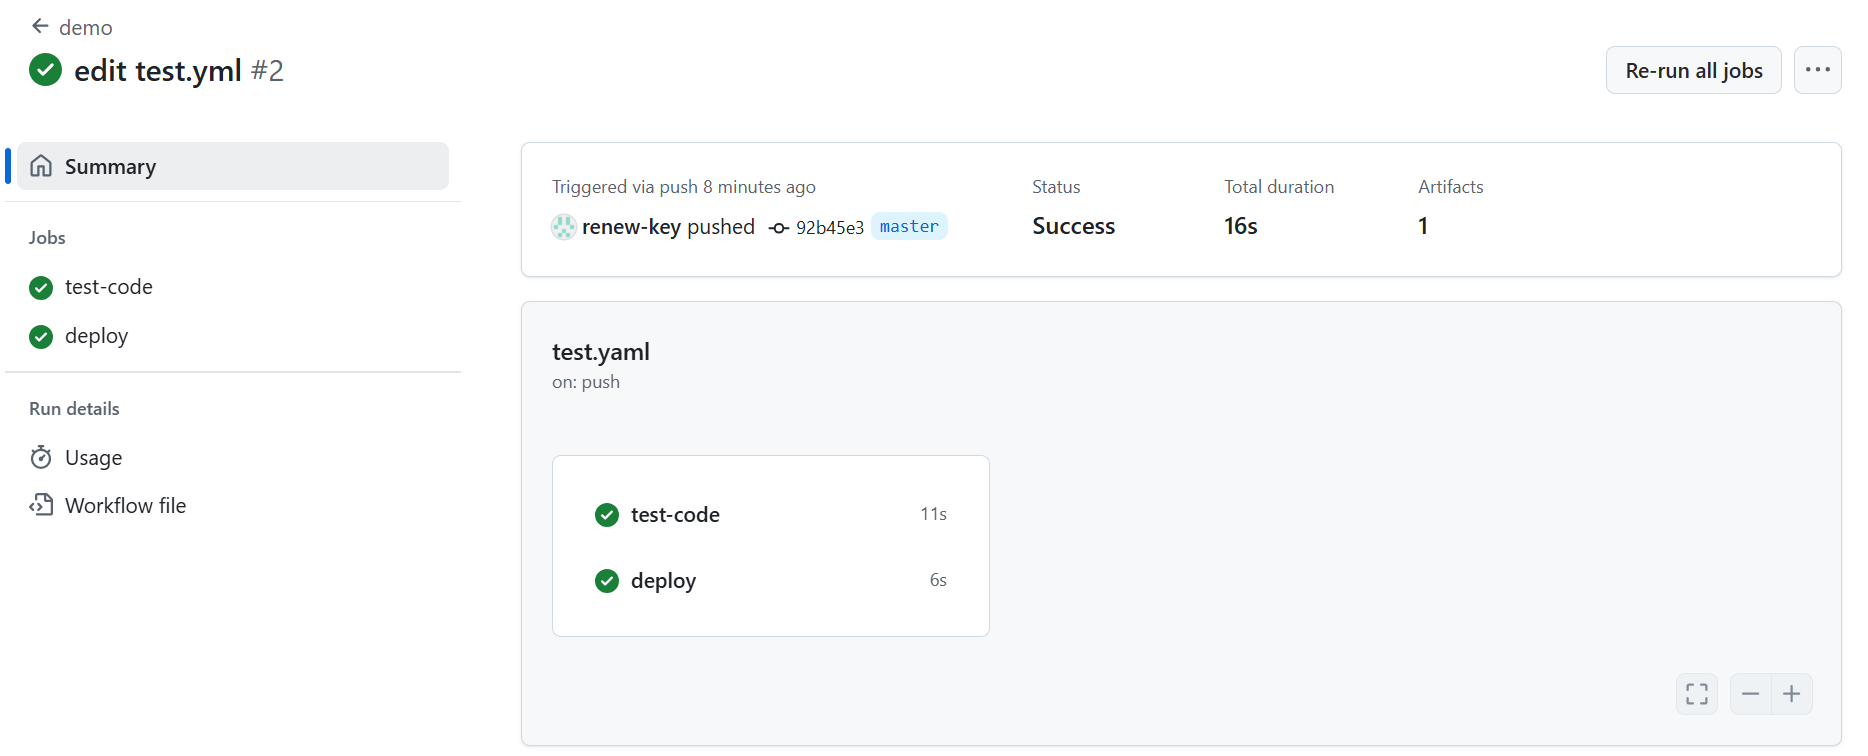 demo
edit test.yml #2
Re-run all jobs
Summary
Jobs
test-code
deploy
Run details
Usage
Workflow file
Triggered via push 8 minutes ago
renew-key pushed 92b45e3 master
Status
Success
Total duration
16s
Artifacts
1
test.yaml
on: push
test-code 11s
deploy 6s